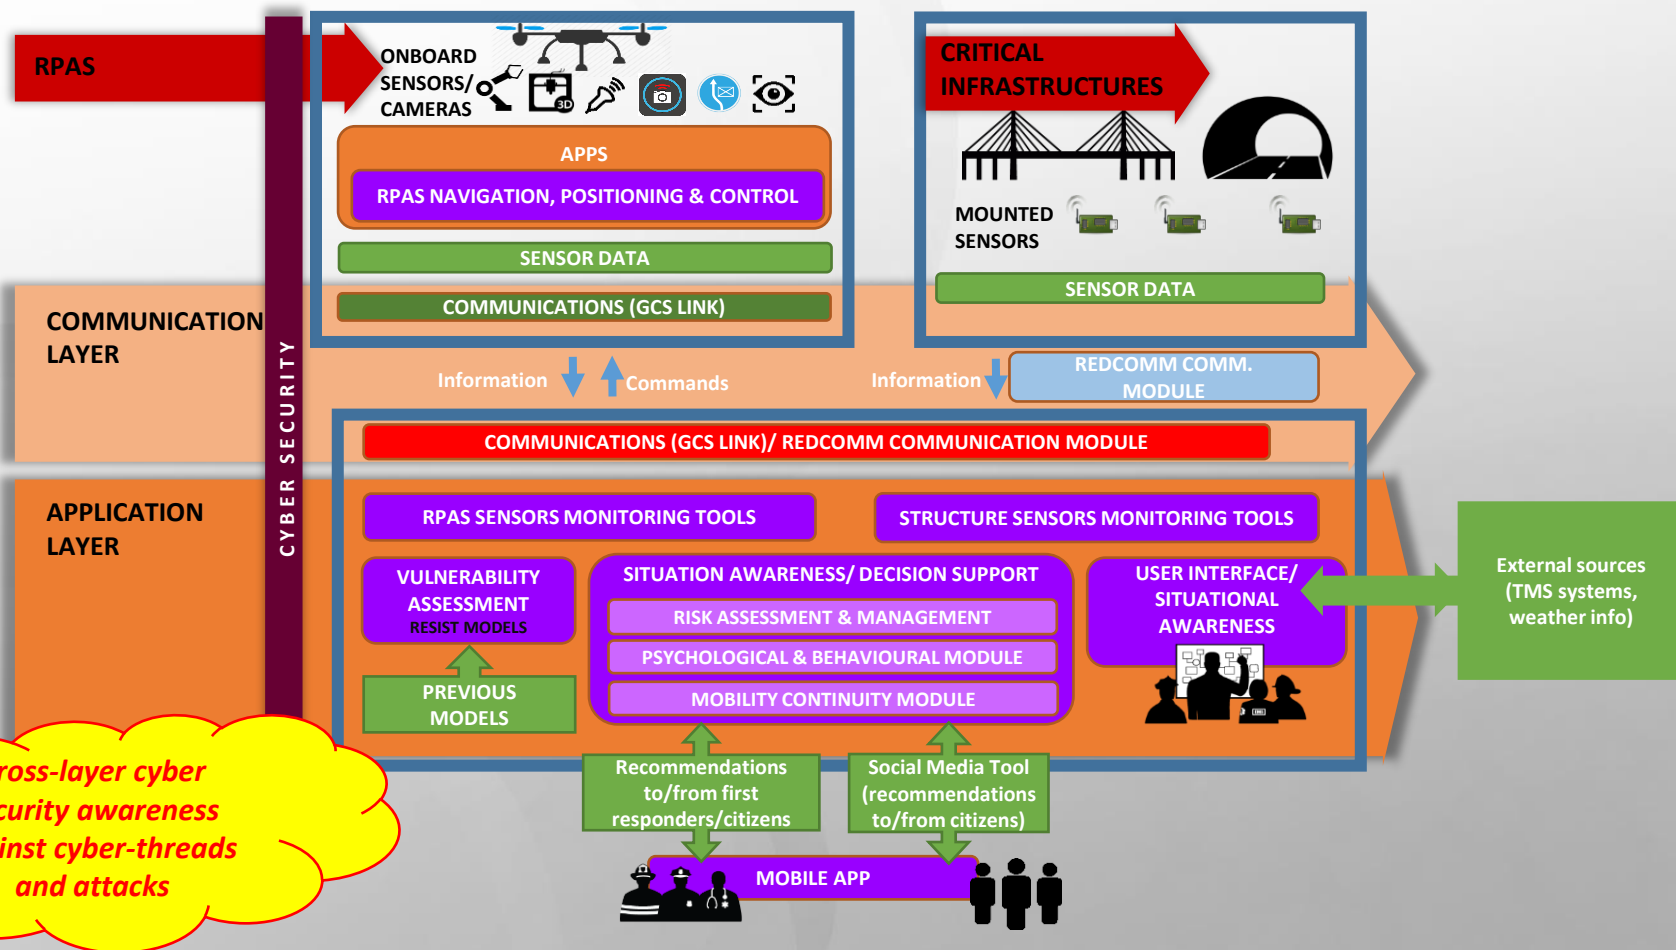 RPAS
ONBOARD
SENSORS/
CAMERAS
3D
APPS
RPAS NAVIGATION, POSITIONING & CONTROL
SENSOR DATA
COMMUNICATIONS (GCS LINK)
CRITICAL
INFRASTRUCTURES
MOUNTED
SENSORS
SENSOR DATA
COMMUNICATION
LAYER
CYBER SECURITY
Information
Commands
Information
REDCOMM COMM.
MODULE
COMMUNICATIONS (GCS LINK)/ REDCOMM COMMUNICATION MODULE
APPLICATION
LAYER
RPAS SENSORS MONITORING TOOLS
STRUCTURE SENSORS MONITORING TOOLS
VULNERABILITY
ASSESSMENT
RESIST MODELS
PREVIOUS
MODELS
SITUATION AWARENESS/ DECISION SUPPORT
RISK ASSESSMENT & MANAGEMENT
PSYCHOLOGICAL & BEHAVIOURAL MODULE
MOBILITY CONTINUITY MODULE
USER INTERFACE/
SITUATIONAL
AWARENESS
External sources
(TMS systems,
weather info)
ross-layer cyber
curity awareness
inst cyber-threads
and attacks
Recommendations
to/from first
responders/citizens
Social Media Tool
(recommendations
to/from citizens)
MOBILE APP